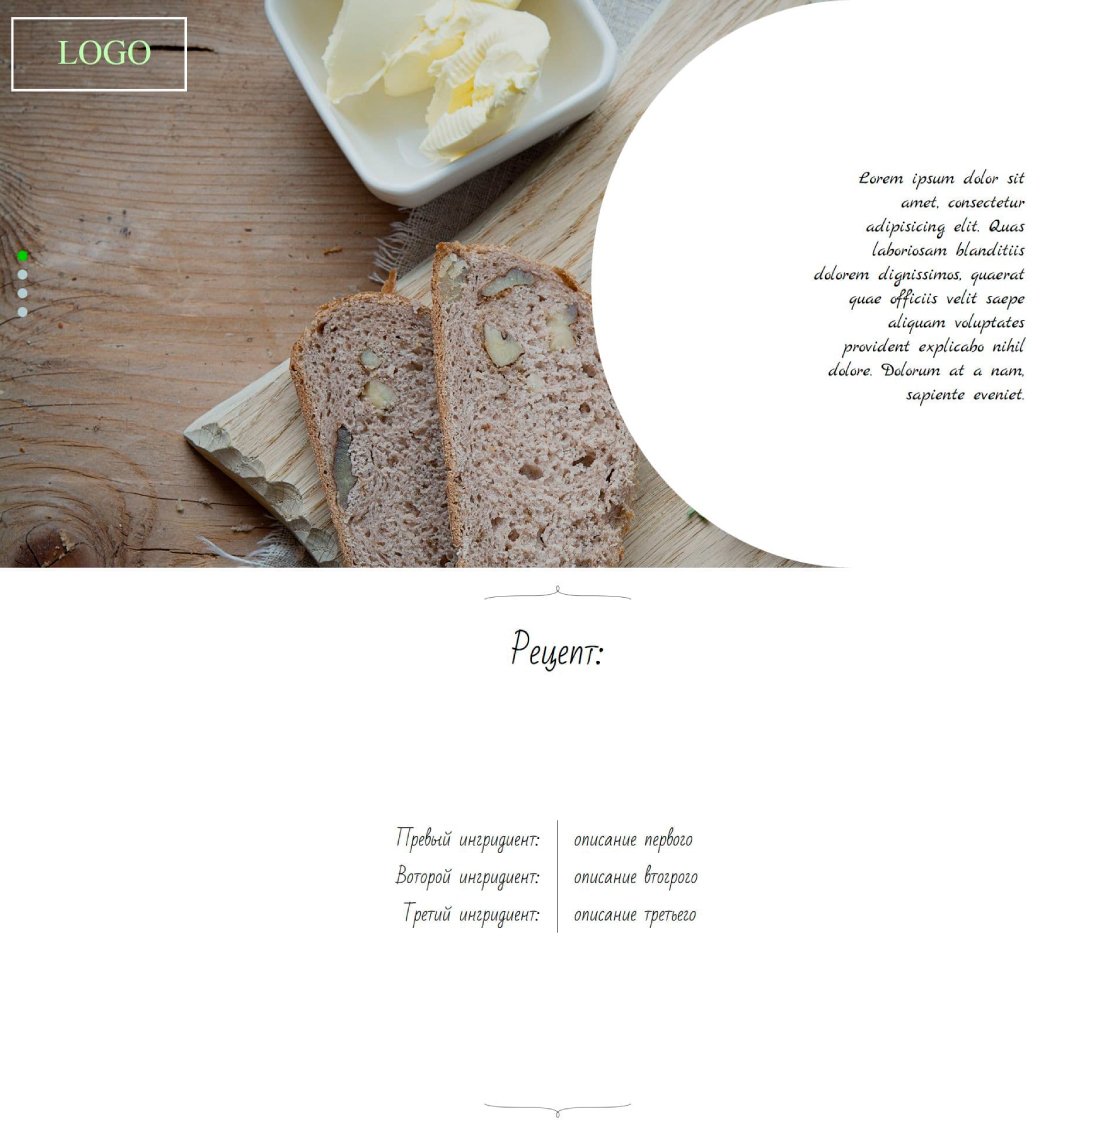 LOGO
Lorem ipsum dolor sit
amet, consectetur
adipisicing elit. Quas
laboriosam blanditiis
dolorem dignissimos, quaerat
quae officiis velit saepe
aliquam voluptates
provident explicabo nihil
dolore. Dolorum at a nam,
sapiente eveniet.
Рецепт:
Превый ингридиент: описание первого
Воторой ингридиент: описание втогрого
Третий ингридиент: описание третьего